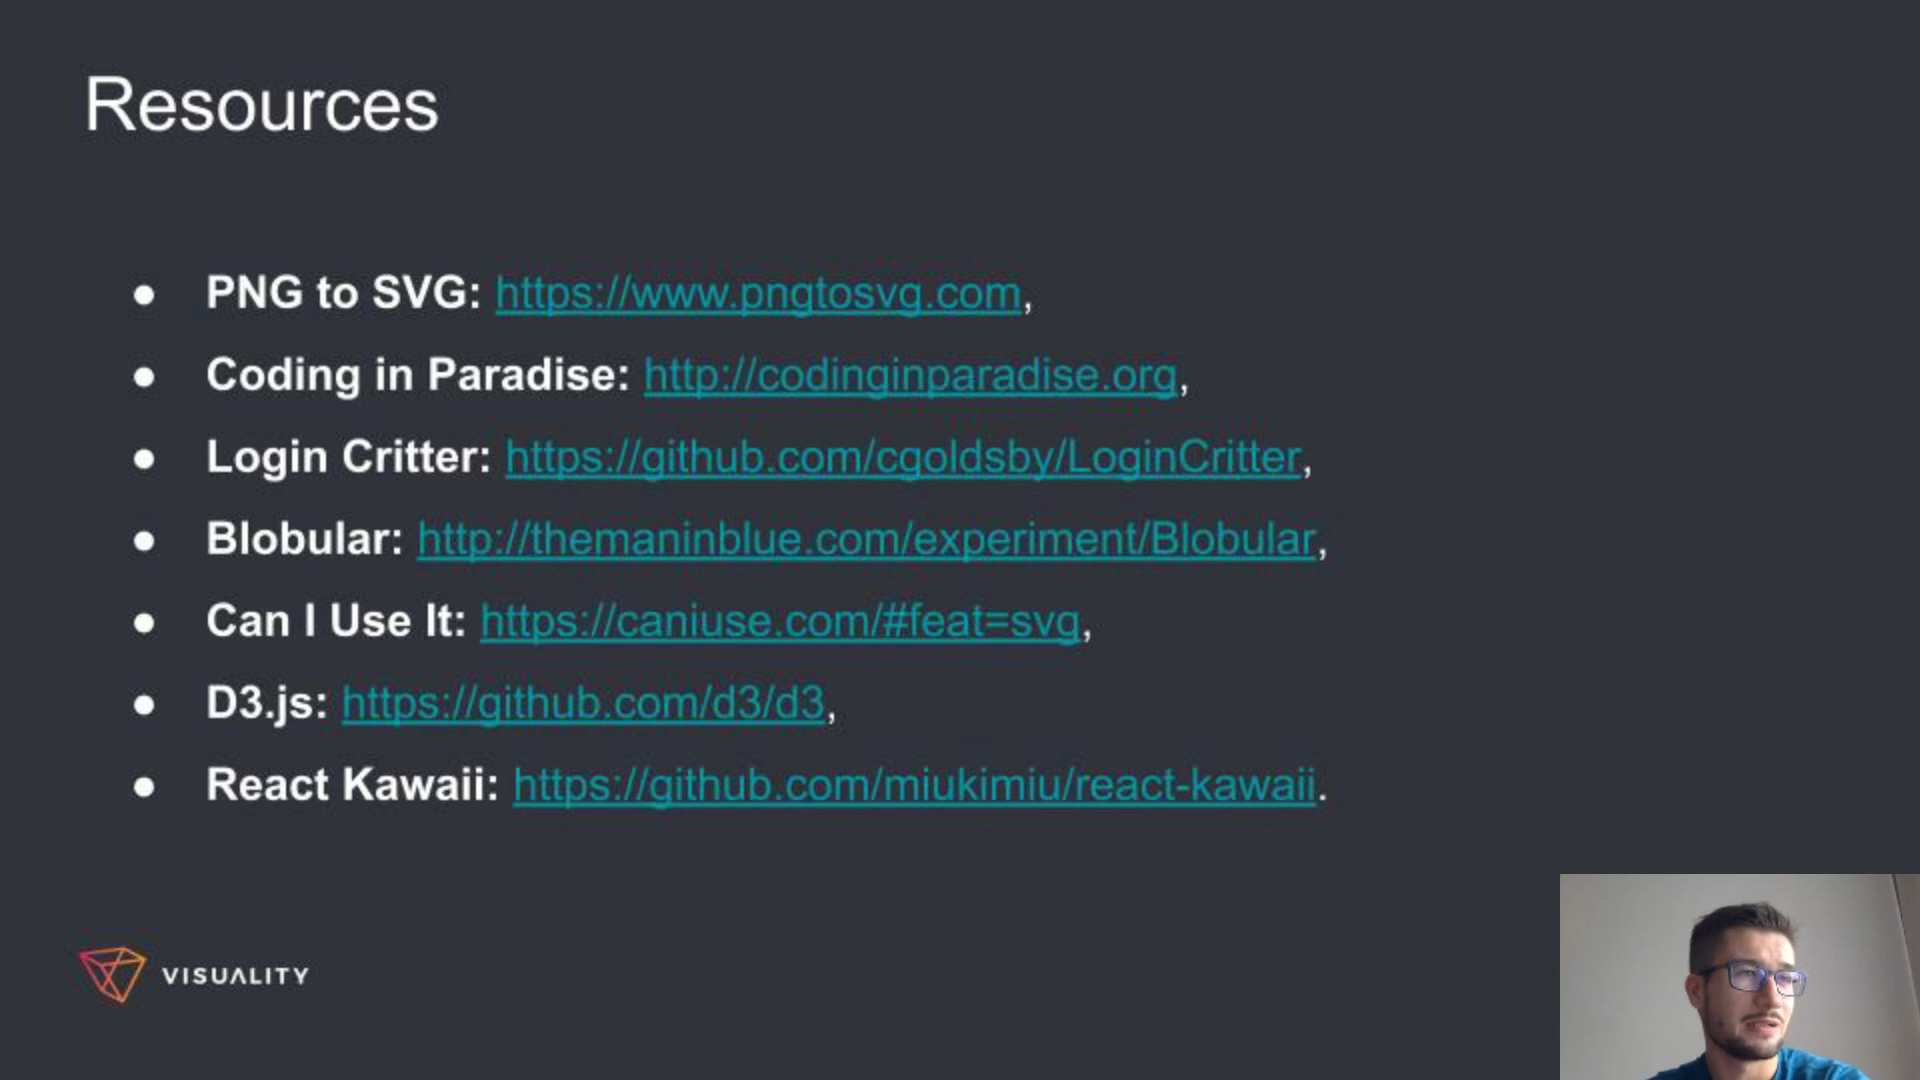 Resources
● PNG to SVG: https://www.pngtosvg.com,
● Coding in Paradise: http://codinginparadise.org,
● Login Critter: https://github.com/cgoldsby/LoginCritter,
● Blobular: http://themaninblue.com/experiment/Blobular,
● Can I Use It: https://caniuse.com/#feat=svg,
● D3.js: https://github.com/d3/d3,
● React Kawaii: https://github.com/miukimiu/react-kawaii.
VISUALITY